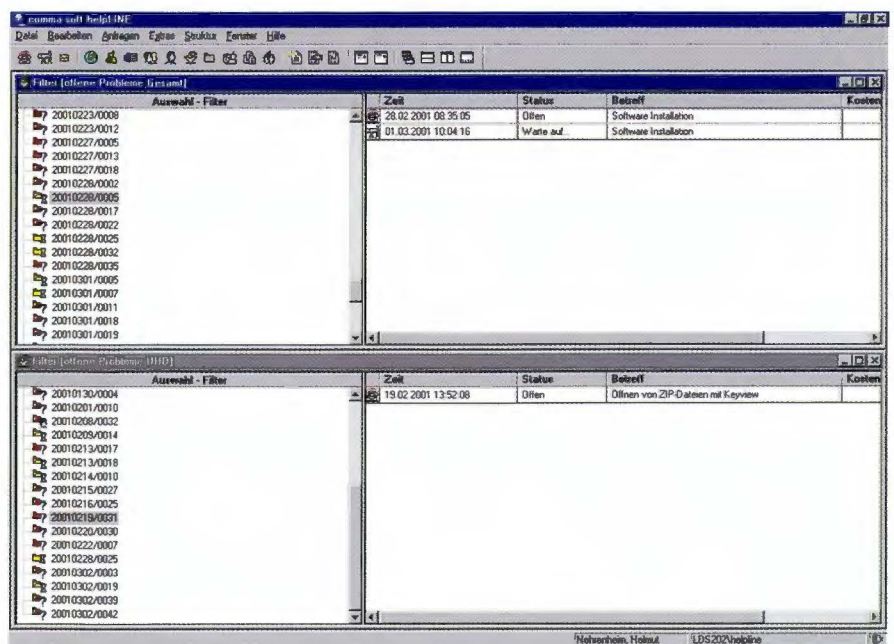 comma soft helpLINE
Datei Bearbeiten Anfragen Extras Struktur Fenster Hilfe
Filter [offene Probleme Gesamt]
Auswahl - Filter
Zeit Status Betreff Kosten
20010223/0008
20010223/0012
20010227/0005
20010227/0013
20010227/0018
20010228/0002
20010228/0005
20010228/0017
20010228/0022
20010228/0025
20010228/0032
20010228/0035
20010301/0005
20010301/0007
20010301/0011
20010301/0018
20010301/0019
28.02.2001 08:35:05 Offen Software Installation
01.03.2001 10:04:16 Warte auf... Software Installation
Filter [offene Probleme UHD]
Auswahl - Filter
Zeit Status Betreff Kosten
20010130/0004
20010201/0010
20010208/0032
20010209/0014
20010213/0017
20010213/0018
20010214/0010
20010215/0027
20010216/0025
20010219/0031
20010220/0030
20010222/0007
20010228/0025
20010302/0003
20010302/0019
20010302/0039
20010302/0042
19.02.2001 13:52:08 Offen Öffnen von ZIP-Dateien mit Keyview
Helmut LDS202\helpline